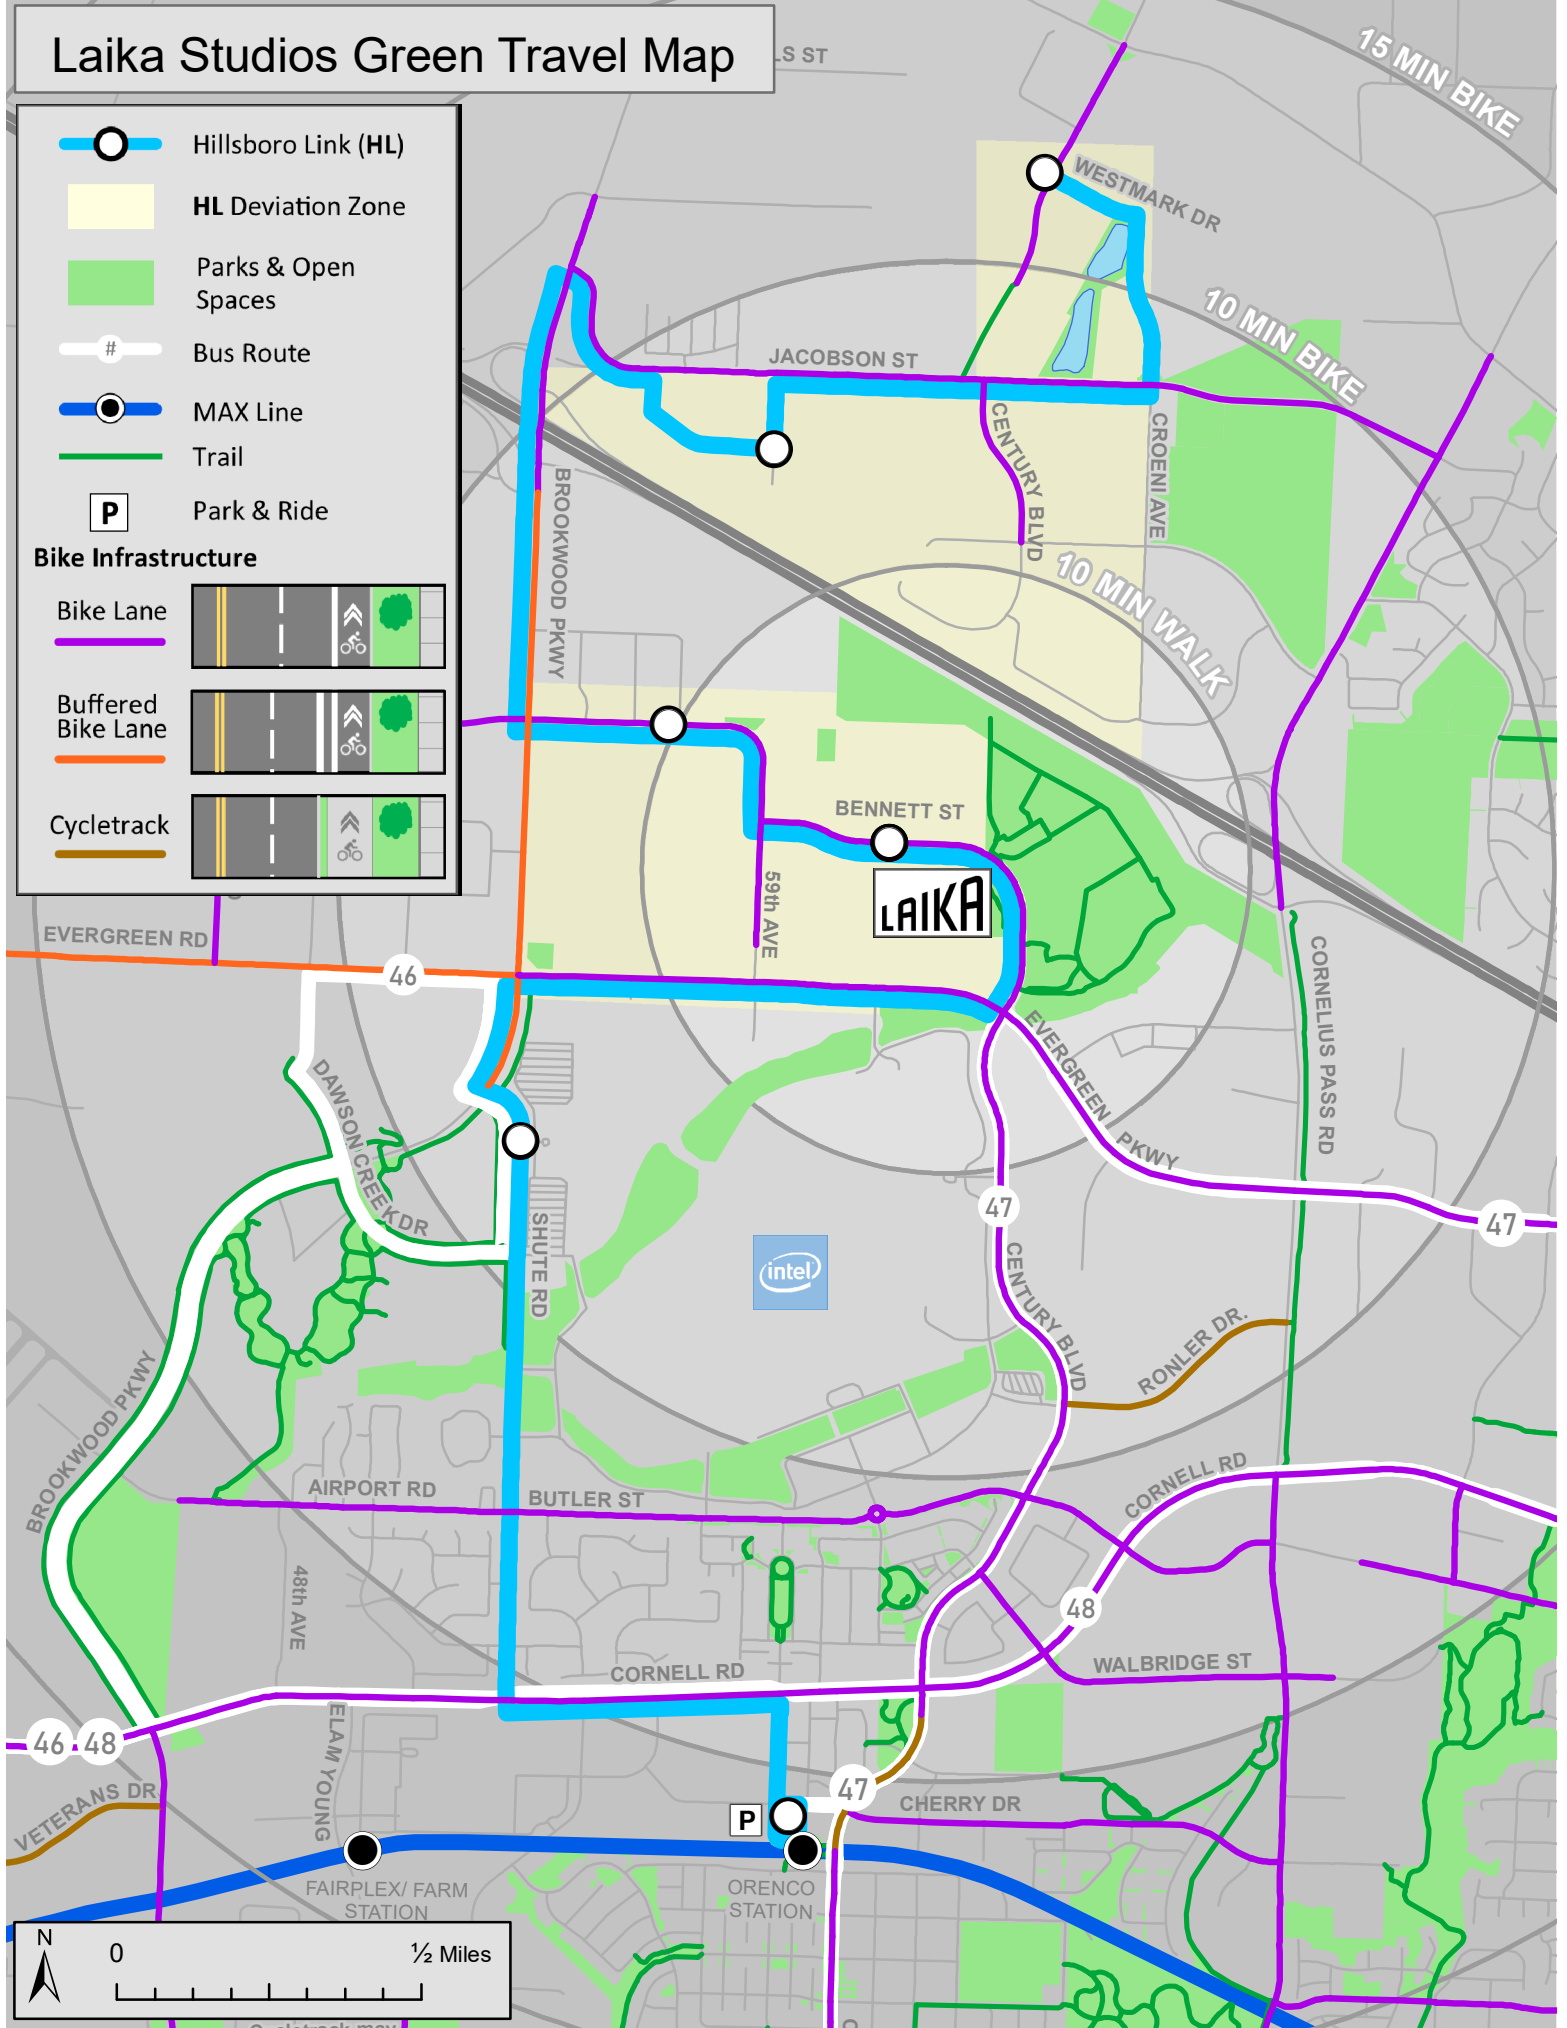 Laika Studios Green Travel Map
LS ST
15 MIN BIKE
Hillsboro Link (HL)
HL Deviation Zone
Parks & Open
Spaces
#
Bus Route
MAX Line
Trail
P
Park & Ride
Bike Infrastructure
Bike Lane
Buffered
Bike Lane
Cycletrack
WESTMARK DR
10 MIN BIKE
JACOBSON ST
CENTURY BLVD
CROENI AVE
BROOKWOOD PKWY
10 MIN WALK
BENNETT ST
LAIKA
59th AVE
EVERGREEN RD
46
CORNELIUS PASS RD
EVERGREEN PKWY
DAWSON CREEK DR
47
47
SHUTE RD
intel
CENTURY BLVD
RONLER DR.
BROOKWOOD PKWY
AIRPORT RD
BUTLER ST
CORNELL RD
48th AVE
48
CORNELL RD
WALBRIDGE ST
46
48
ELAM YOUNG
VETERANS DR
47
P
CHERRY DR
FAIRPLEX/ FARM
STATION
ORENCO
STATION
N
0
½ Miles